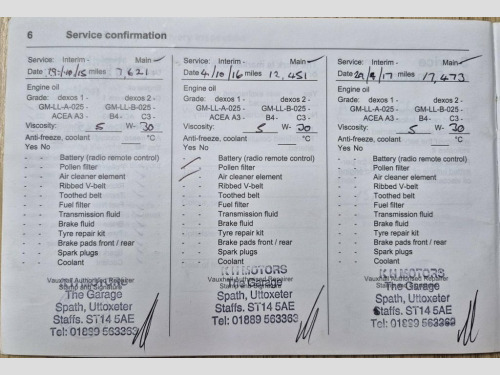 6 Service confirmation
Service: Interim - Main -
Date 19/10/15 miles 7,621
Engine oil
Grade: dexos 1 - dexos 2 -
GM-LL-A-025 - GM-LL-B-025 -
ACEA A3 - B4- C3-
Viscosity: 5 W- 30
Anti-freeze, coolant °C
Yes No
- - Battery (radio remote control)
- - Pollen filter
- - Air cleaner element
- - Ribbed V-belt
- - Toothed belt
- - Fuel filter
- - Transmission fluid
- - Brake fluid
- - Tyre repair kit
- - Brake pads front / rear
- - Spark plugs
- - Coolant
Vauxhall Authorised Repairer
The Garage
Spath, Uttoxeter
Staffs. ST14 5AE
Tel: 01889 563363
Service: Interim - Main
Date 4/10/16 miles 12,451
Engine oil
Grade: dexos 1 - dexos 2 -
GM-LL-A-025 - GM-LL-B-025 -
ACEA A3 - B4- C3-
Viscosity: 5 W- 30
Anti-freeze, coolant °C
Yes No
- - Battery (radio remote control)
- - Pollen filter
- - Air cleaner element
- - Ribbed V-belt
- - Toothed belt
- - Fuel filter
- - Transmission fluid
- - Brake fluid
- - Tyre repair kit
- - Brake pads front / rear
- - Spark plugs
- - Coolant
K H MOTORS
Vauxhall Authorised Repairer
The Garage
Spath, Uttoxeter
Staffs. ST14 5AE
Tel: 01889 563363
Service: Interim - Main
Date 29/9/17 miles 17,473
Engine oil
Grade: dexos 1 - dexos 2 -
GM-LL-A-025 - GM-LL-B-025 -
ACEA A3 - B4- C3-
Viscosity: 5 W- 30
Anti-freeze, coolant °C
Yes No
- - Battery (radio remote control)
- - Pollen filter
- - Air cleaner element
- - Ribbed V-belt
- - Toothed belt
- - Fuel filter
- - Transmission fluid
- - Brake fluid
- - Tyre repair kit
- - Brake pads front / rear
- - Spark plugs
- - Coolant
K H MOTORS
Vauxhall Authorised Repairer
The Garage
Spath, Uttoxeter
Staffs. ST14 5AE
Tel: 01889 563363